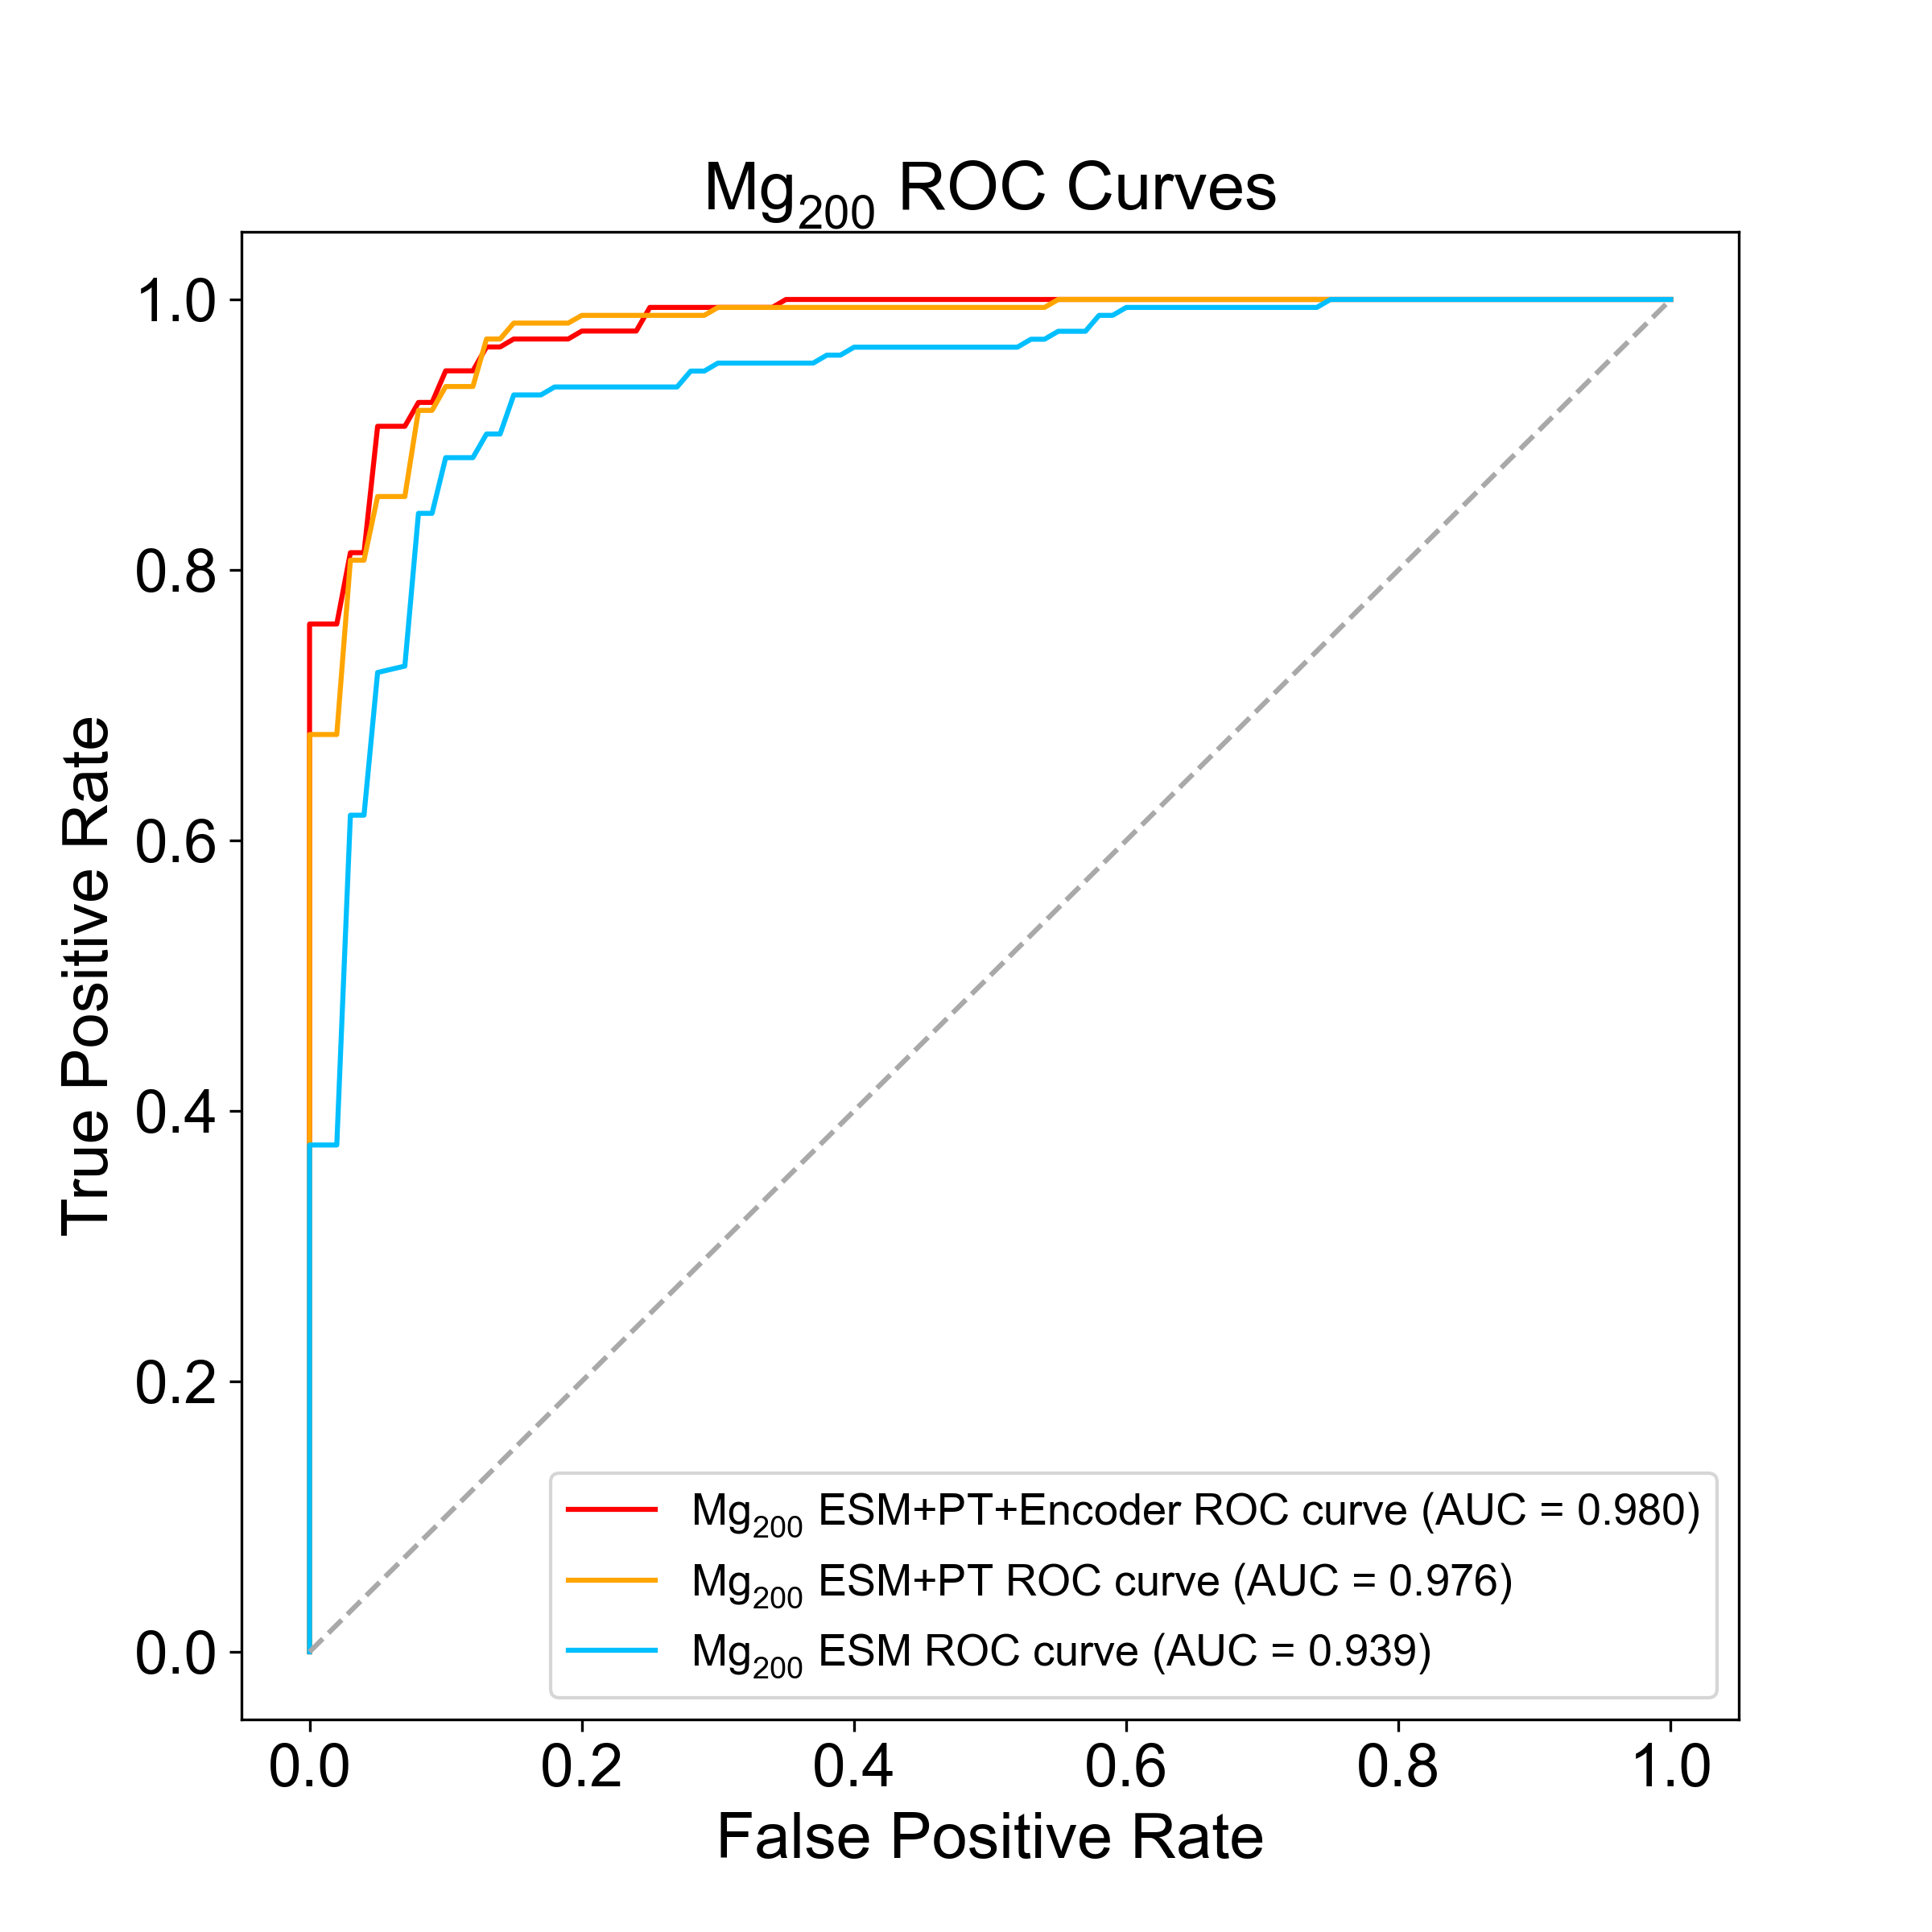 Mg₂₀₀ ROC Curves
True Positive Rate
1.0
0.8
0.6
0.4
0.2
0.0
Mg₂₀₀ ESM+PT+Encoder ROC curve (AUC = 0.980)
Mg₂₀₀ ESM+PT ROC curve (AUC = 0.976)
Mg₂₀₀ ESM ROC curve (AUC = 0.939)
0.0 0.2 0.4 0.6 0.8 1.0
False Positive Rate